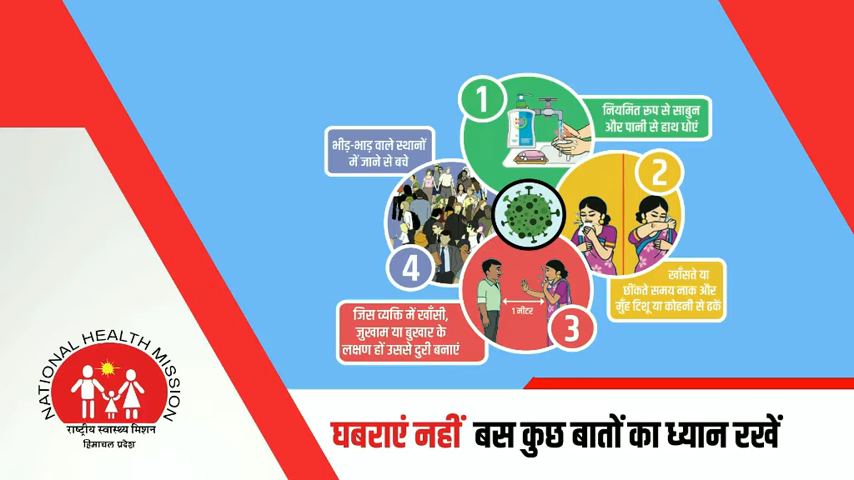 1
नियमित रूप से साबुन
और पानी से हाथ धोएं
2
खाँसते या
छींकते समय नाक और
मुँह टिशू या कोहनी से ढकें
3
1 मीटर
जिस व्यक्ति में खाँसी,
जुखाम या बुखार के
लक्षण हों उससे दुरी बनाएं
4
भीड़-भाड़ वाले स्थानों
में जाने से बचे
NATIONAL HEALTH MISSION
राष्ट्रीय स्वास्थ्य मिशन
हिमाचल प्रदेश
घबराएं नहीं बस कुछ बातों का ध्यान रखें